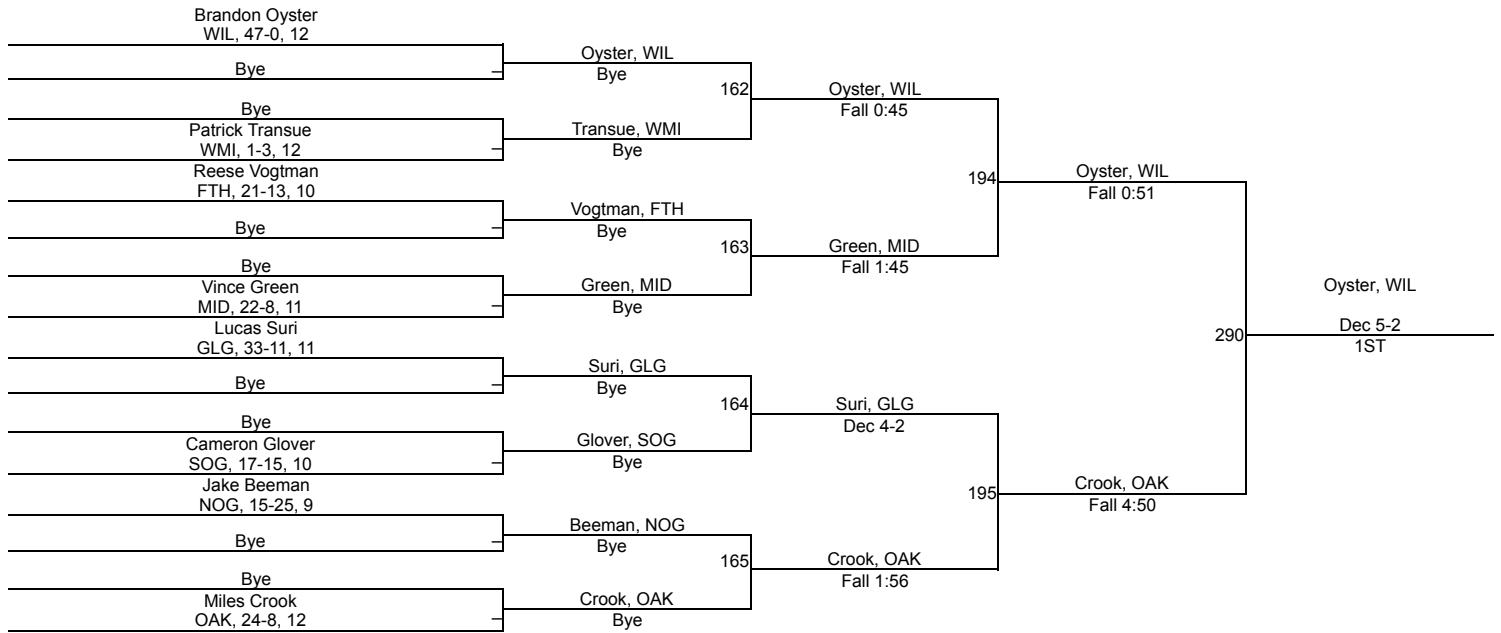 Brandon Oyster
WIL, 47-0, 12
Bye
Bye
Patrick Transue
WMI, 1-3, 12
Reese Vogtman
FTH, 21-13, 10
Bye
Bye
Vince Green
MID, 22-8, 11
Lucas Suri
GLG, 33-11, 11
Bye
Bye
Cameron Glover
SOG, 17-15, 10
Jake Beeman
NOG, 15-25, 9
Bye
Bye
Miles Crook
OAK, 24-8, 12
Oyster, WIL
Bye
Transue, WMI
Bye
Vogtman, FTH
Bye
Green, MID
Bye
Suri, GLG
Bye
Glover, SOG
Bye
Beeman, NOG
Bye
Crook, OAK
Bye
162
163
164
165
Oyster, WIL
Fall 0:45
Green, MID
Fall 1:45
Suri, GLG
Dec 4-2
Crook, OAK
Fall 1:56
194
195
Oyster, WIL
Fall 0:51
Crook, OAK
Fall 4:50
290
Oyster, WIL
Dec 5-2
1ST